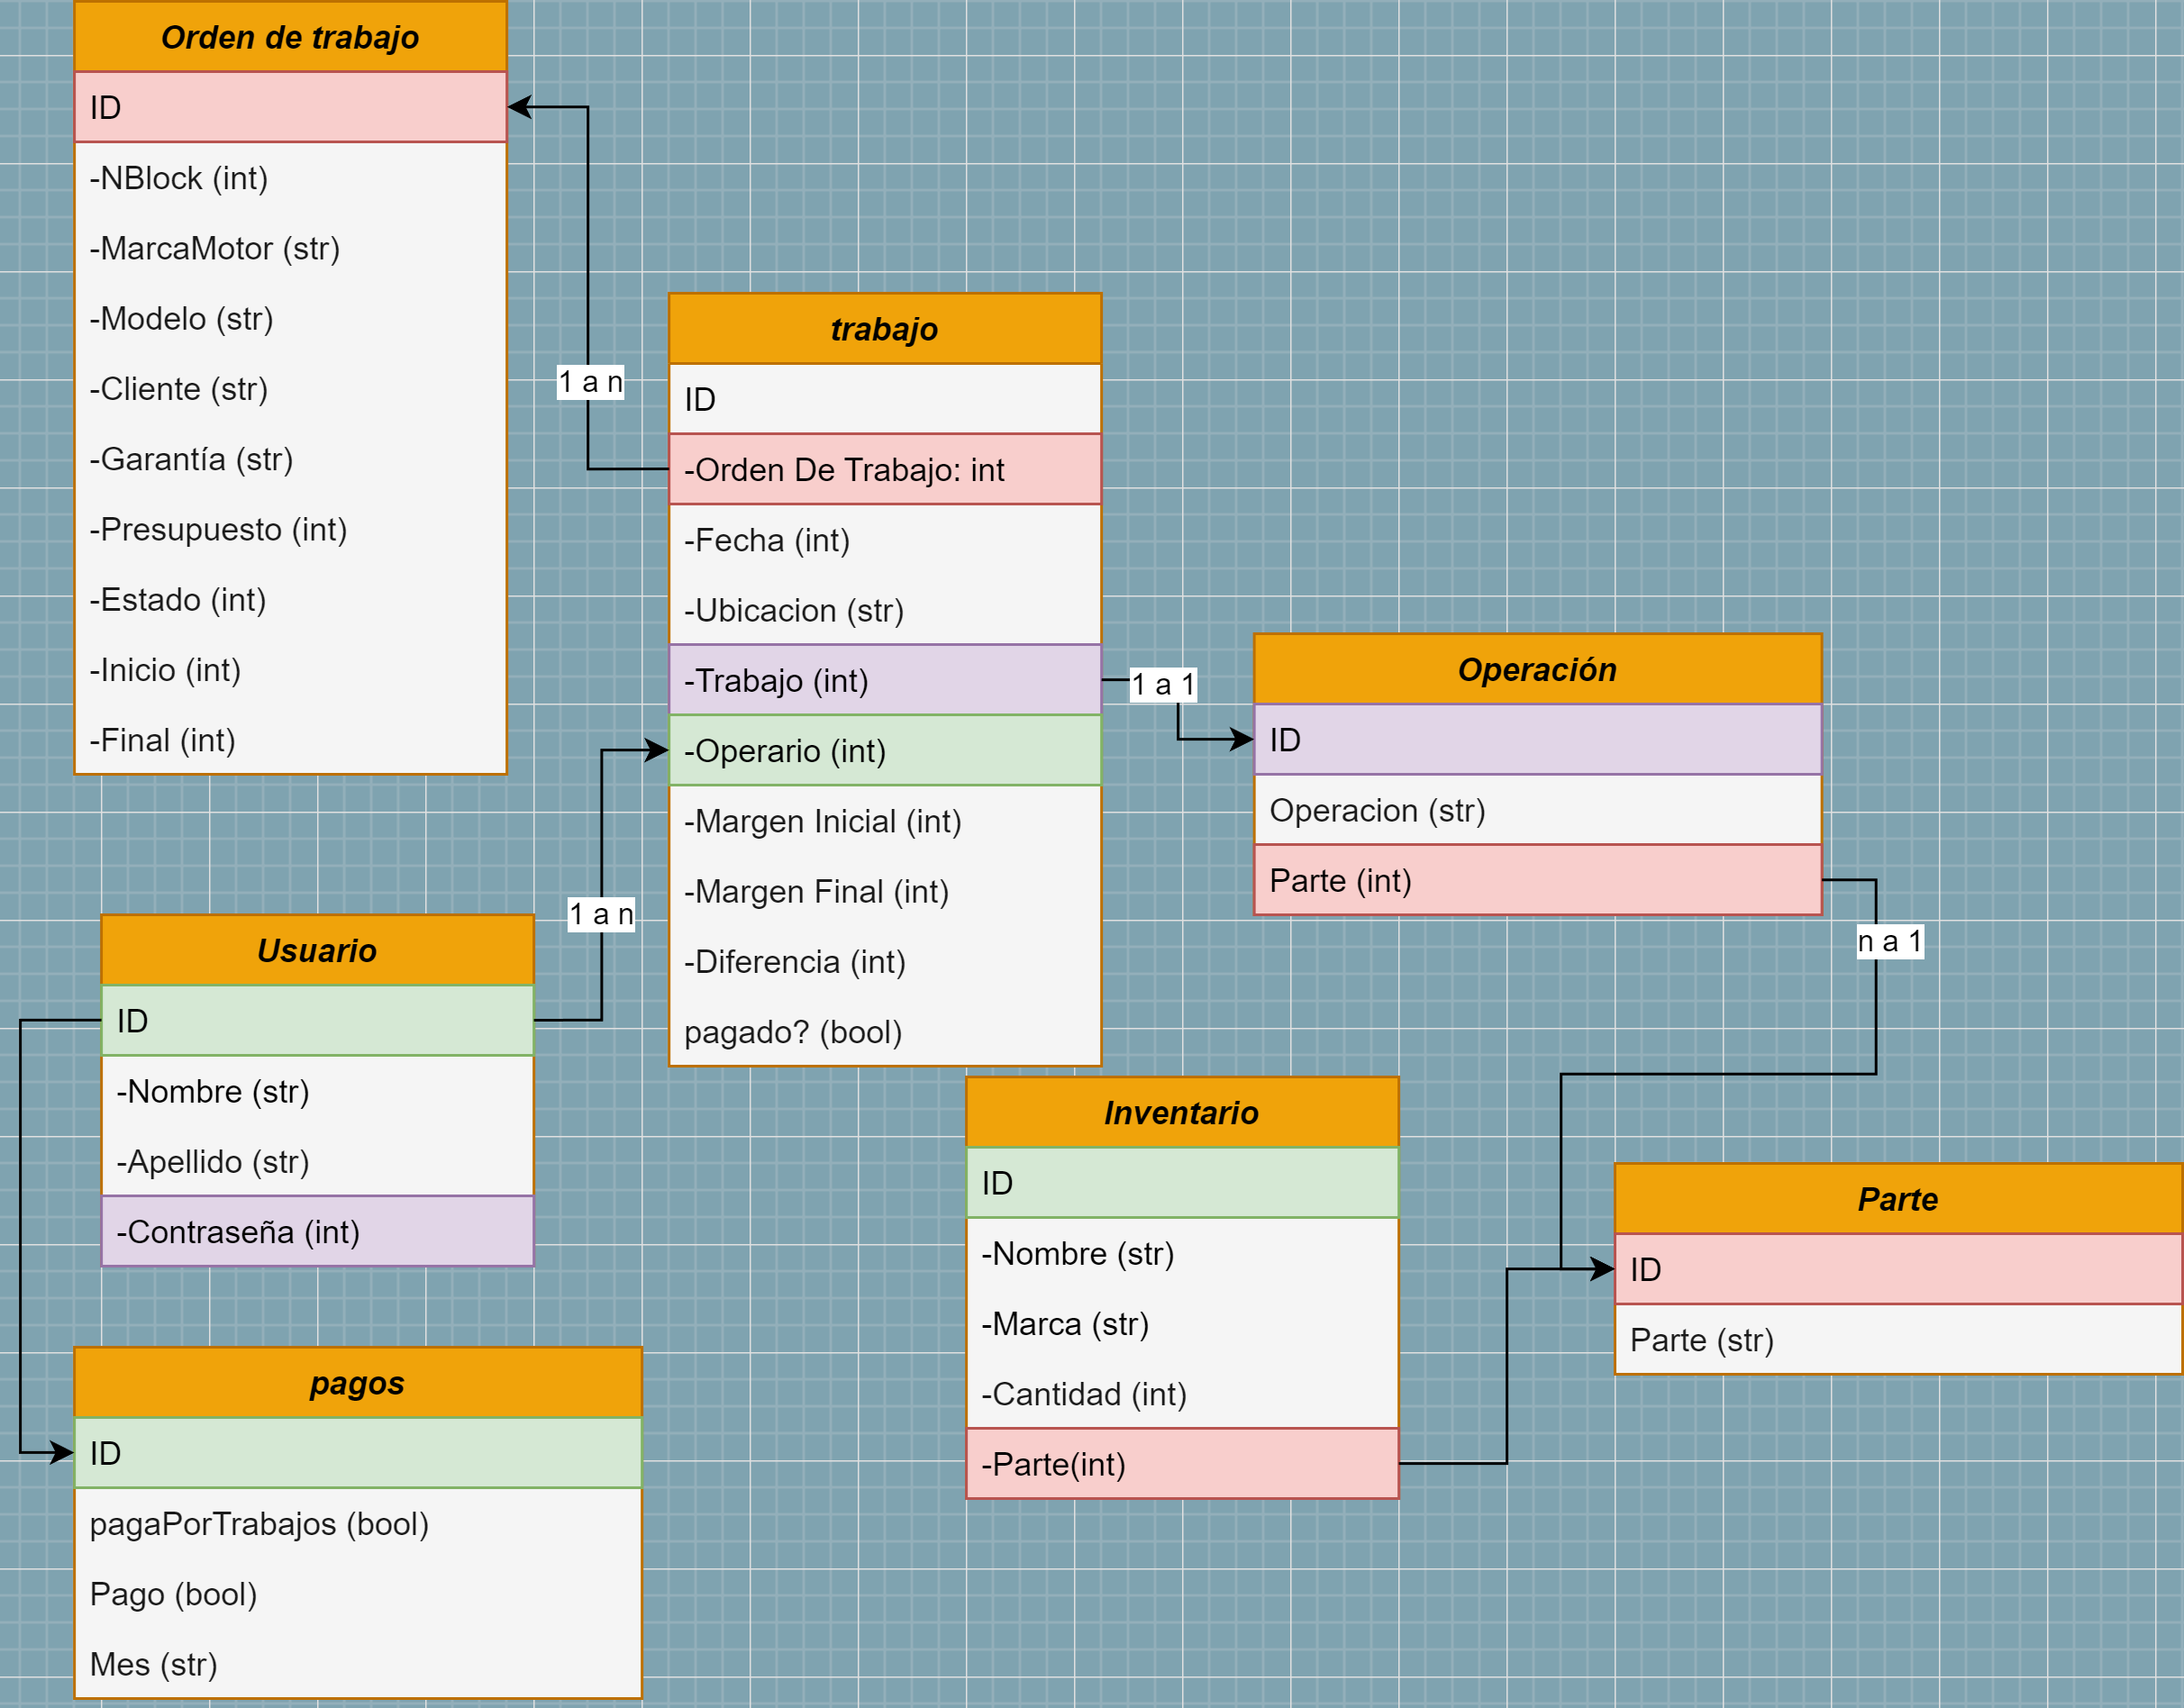 Orden de trabajo
ID
-NBlock (int)
-MarcaMotor (str)
-Modelo (str)
-Cliente (str)
-Garantía (str)
-Presupuesto (int)
-Estado (int)
-Inicio (int)
-Final (int)
1 a n
trabajo
ID
-Orden De Trabajo: int
-Fecha (int)
-Ubicacion (str)
-Trabajo (int)
-Operario (int)
-Margen Inicial (int)
-Margen Final (int)
-Diferencia (int)
pagado? (bool)
1 a 1
Operación
ID
Operacion (str)
Parte (int)
n a 1
Usuario
ID
-Nombre (str)
-Apellido (str)
-Contraseña (int)
1 a n
Inventario
ID
-Nombre (str)
-Marca (str)
-Cantidad (int)
-Parte(int)
Parte
ID
Parte (str)
pagos
ID
pagaPorTrabajos (bool)
Pago (bool)
Mes (str)